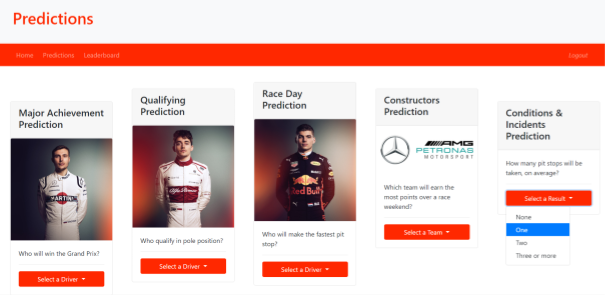 Predictions
Home Predictions Leaderboard Logout
Major Achievement
Prediction
MARTINI
Who will win the Grand Prix?
Select a Driver
Qualifying
Prediction
Alfa Romeo
Who qualify in pole position?
Select a Driver
Race Day
Prediction
Red Bull
Who will make the fastest pit
stop?
Select a Driver
Constructors
Prediction
AMG
PETRONAS
MOTORSPORT
Which team will earn the
most points over a race
weekend?
Select a Team
Conditions &
Incidents
Prediction
How many pit stops will be
taken, on average?
Select a Result
None
One
Two
Three or more